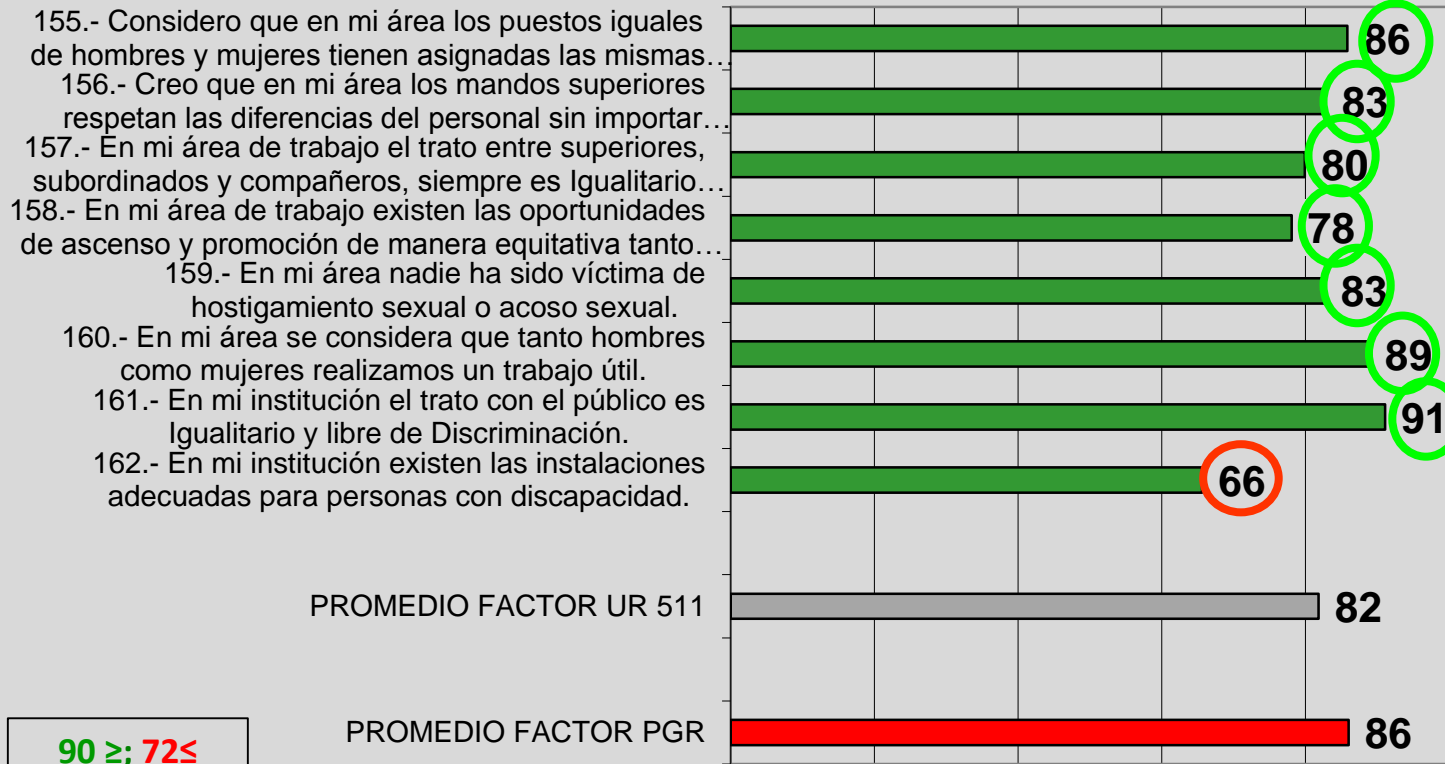 155.- Considero que en mi área los puestos iguales
de hombres y mujeres tienen asignadas las mismas…
86
156.- Creo que en mi área los mandos superiores
respetan las diferencias del personal sin importar…
83
157.- En mi área de trabajo el trato entre superiores,
subordinados y compañeros, siempre es Igualitario…
80
158.- En mi área de trabajo existen las oportunidades
de ascenso y promoción de manera equitativa tanto…
78
159.- En mi área nadie ha sido víctima de
hostigamiento sexual o acoso sexual.
83
160.- En mi área se considera que tanto hombres
como mujeres realizamos un trabajo útil.
89
161.- En mi institución el trato con el público es
Igualitario y libre de Discriminación.
91
162.- En mi institución existen las instalaciones
adecuadas para personas con discapacidad.
66
PROMEDIO FACTOR UR 511
82
PROMEDIO FACTOR PGR
86
90 ≥; 72≤